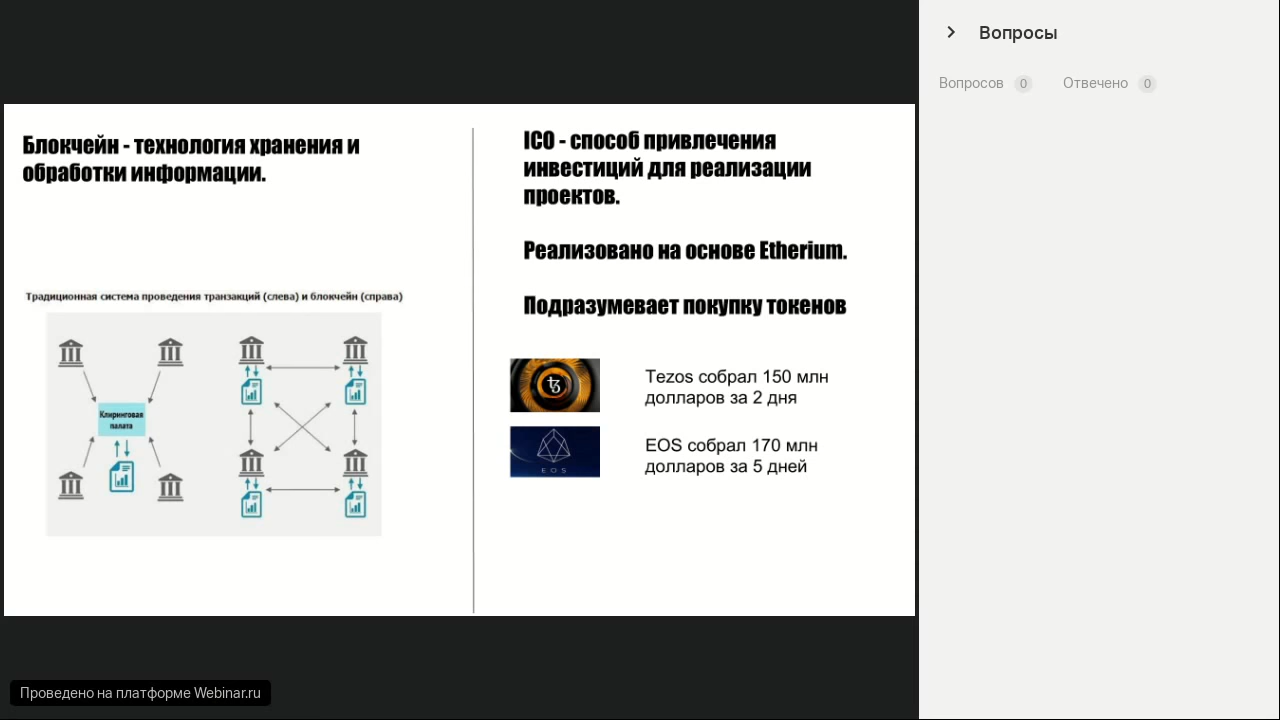 Блокчейн - технология хранения и
обработки информации.
Традиционная система проведения транзакций (слева) и блокчейн (справа)
Клиринговая
палата
ICO - способ привлечения
инвестиций для реализации
проектов.
Реализовано на основе Etherium.
Подразумевает покупку токенов
Tezos собрал 150 млн
долларов за 2 дня
EOS
EOS собрал 170 млн
долларов за 5 дней
Проведено на платформе Webinar.ru
Вопросы
Вопросов 0 Отвечено 0